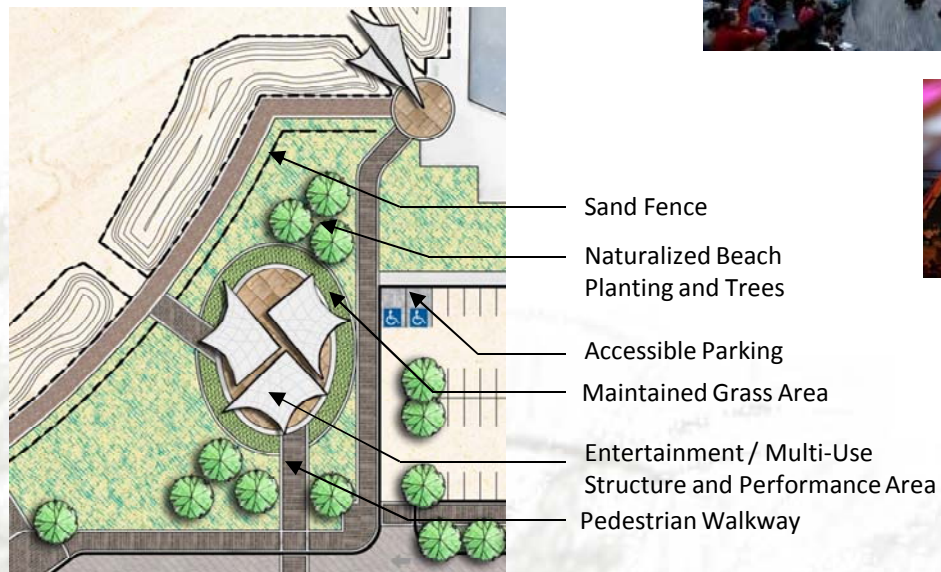 Sand Fence
Naturalized Beach
Planting and Trees
Accessible Parking
Maintained Grass Area
Entertainment / Multi-Use
Structure and Performance Area
Pedestrian Walkway